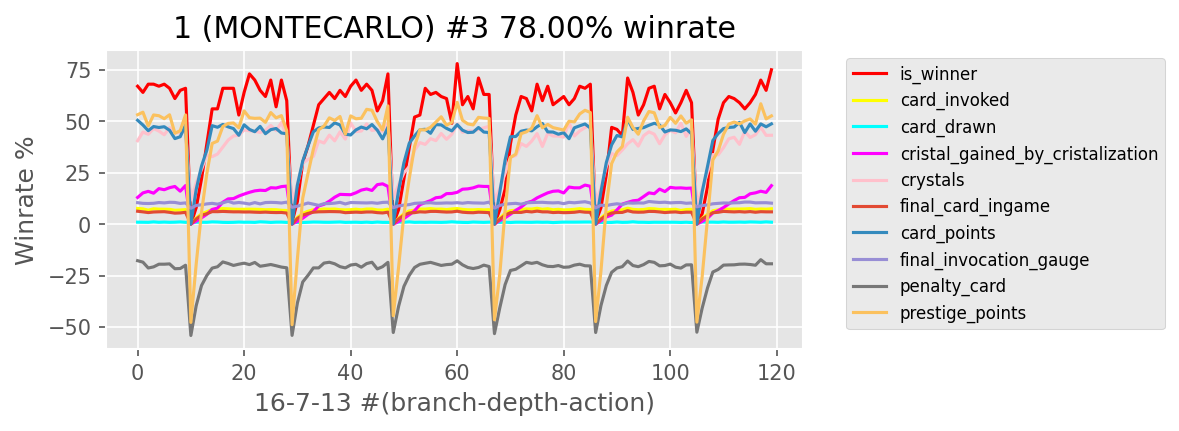 1 (MONTECARLO) #3 78.00% winrate
Winrate %
75
50
25
0
−25
−50
0 20 40 60 80 100 120
16-7-13 #(branch-depth-action)
is_winner
card_invoked
card_drawn
cristal_gained_by_cristalization
crystals
final_card_ingame
card_points
final_invocation_gauge
penalty_card
prestige_points